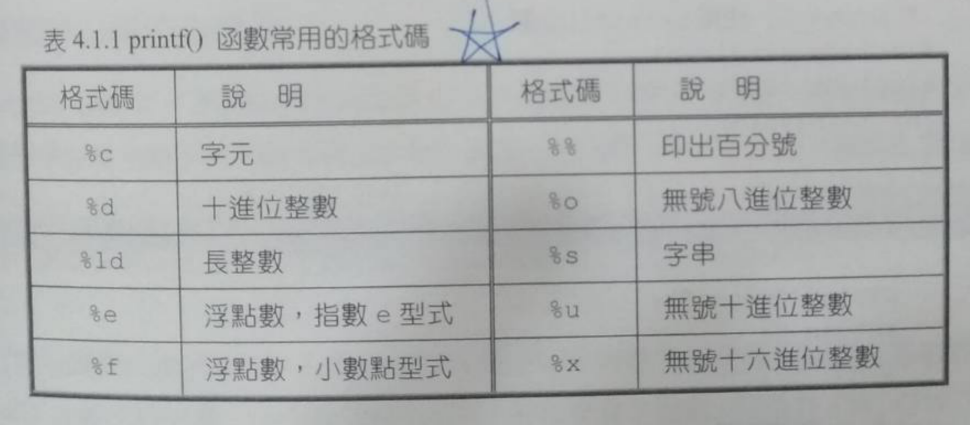 表 4.1.1 printf() 函數常用的格式碼
格式碼 說 明 格式碼 說 明
%c 字元 %% 印出百分號
%d 十進位整數 %o 無號八進位整數
%ld 長整數 %s 字串
%e 浮點數，指數 e 型式 %u 無號十進位整數
%f 浮點數，小數點型式 %x 無號十六進位整數